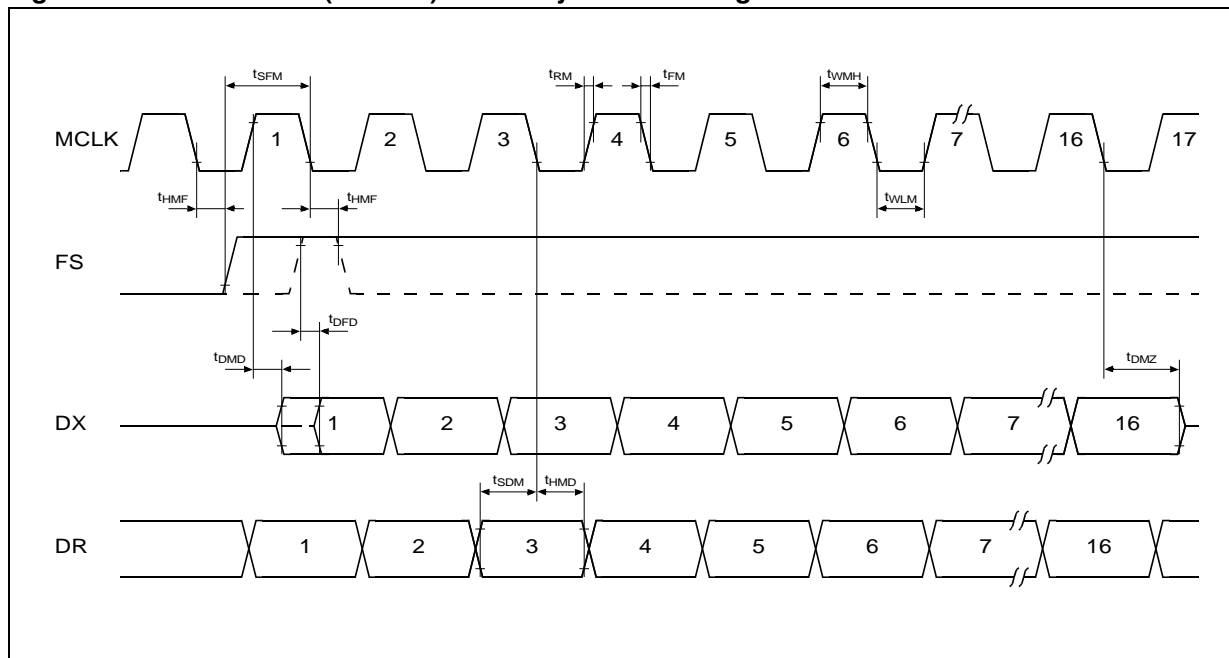 tSFM tRM tFM tWMH
MCLK 1 2 3 4 5 6 7 16 17
tHMF tHMF tWLM
FS
tDFD
tDMD tDMZ
DX 1 2 3 4 5 6 7 16
tSDM tHMD
DR 1 2 3 4 5 6 7 16